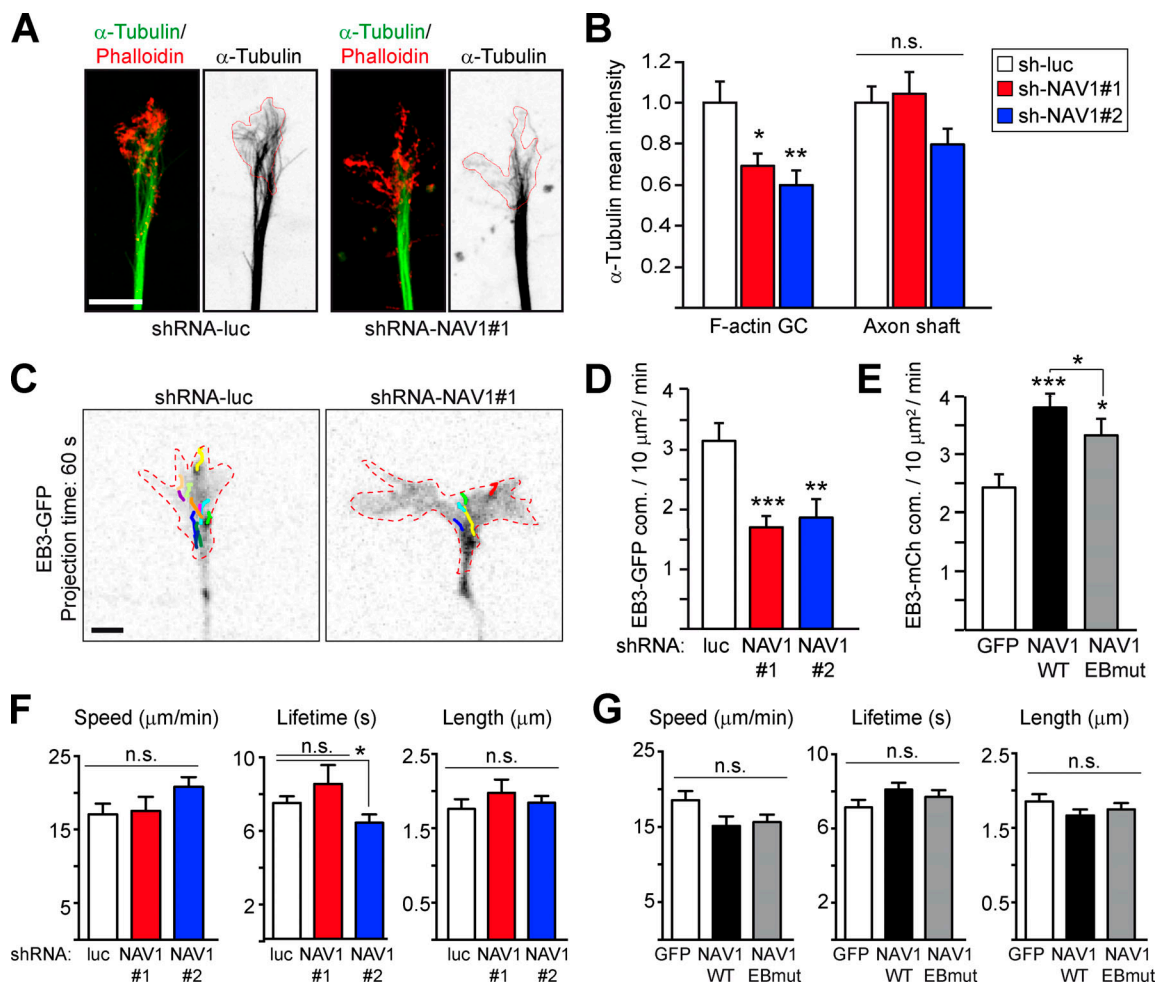 A
α-Tubulin/
Phalloidin
α-Tubulin
α-Tubulin/
Phalloidin
α-Tubulin
shRNA-luc
shRNA-NAV1#1
B
α-Tubulin mean intensity
1.2
1.0
0.8
0.6
0.4
0.2
*
**
n.s.
F-actin GC
Axon shaft
sh-luc
sh-NAV1#1
sh-NAV1#2
C
shRNA-luc
shRNA-NAV1#1
EB3-GFP
Projection time: 60 s
D
EB3-GFP com. / 10 μm² / min
4
3
2
1
***
**
shRNA:
luc
NAV1
#1
NAV1
#2
E
EB3-mCh com. / 10 μm² / min
4
3
2
1
***
*
*
GFP
NAV1
WT
NAV1
EBmut
F
Speed (μm/min)
25
15
5
n.s.
shRNA:
luc
NAV1
#1
NAV1
#2
Lifetime (s)
10
6
2
n.s.
*
luc
NAV1
#1
NAV1
#2
Length (μm)
2.5
1.5
0.5
n.s.
luc
NAV1
#1
NAV1
#2
G
Speed (μm/min)
25
15
5
n.s.
GFP
NAV1
WT
NAV1
EBmut
Lifetime (s)
10
6
2
n.s.
GFP
NAV1
WT
NAV1
EBmut
Length (μm)
2.5
1.5
0.5
n.s.
GFP
NAV1
WT
NAV1
EBmut